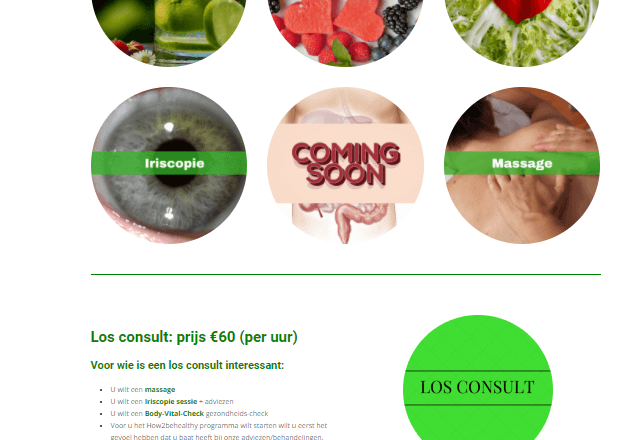 Iriscopie
COMING
SOON
Massage
Los consult: prijs €60 (per uur)
Voor wie is een los consult interessant:
LOS CONSULT
• U wilt een massage
• U wilt een Iriscopie sessie + adviezen
• U wilt een Body-Vital-Check gezondheids-check
• Voor u het How2behealthy programma wilt starten wilt u eerst het
gevoel hebben dat u baat heeft bij onze adviezen/behandelingen.